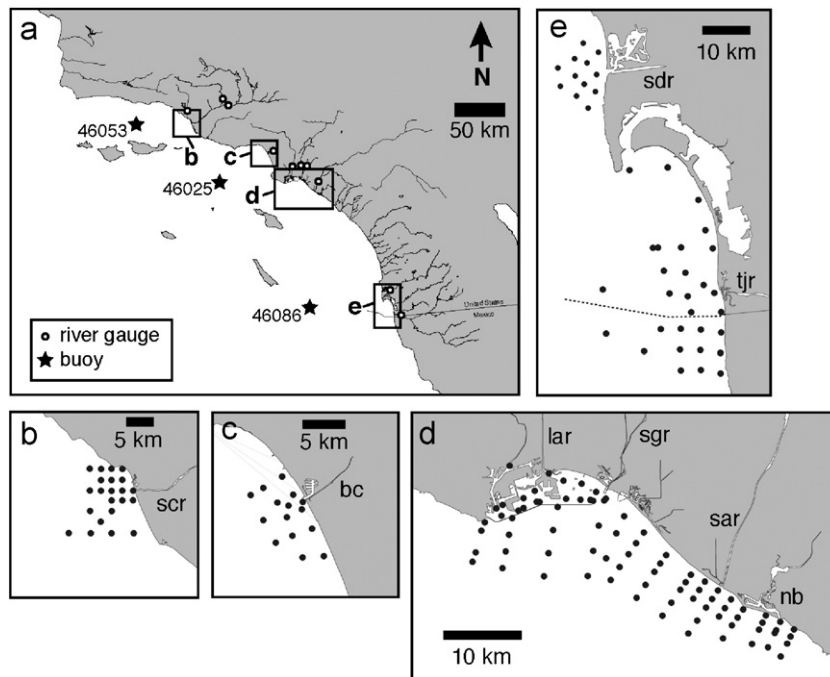 a
N
50 km
46053
b
c
46025
d
46086
e
United States
Mexico
river gauge
buoy
e
10 km
sdr
tjr
b
5 km
scr
c
5 km
bc
d
lar
sgr
sar
nb
10 km